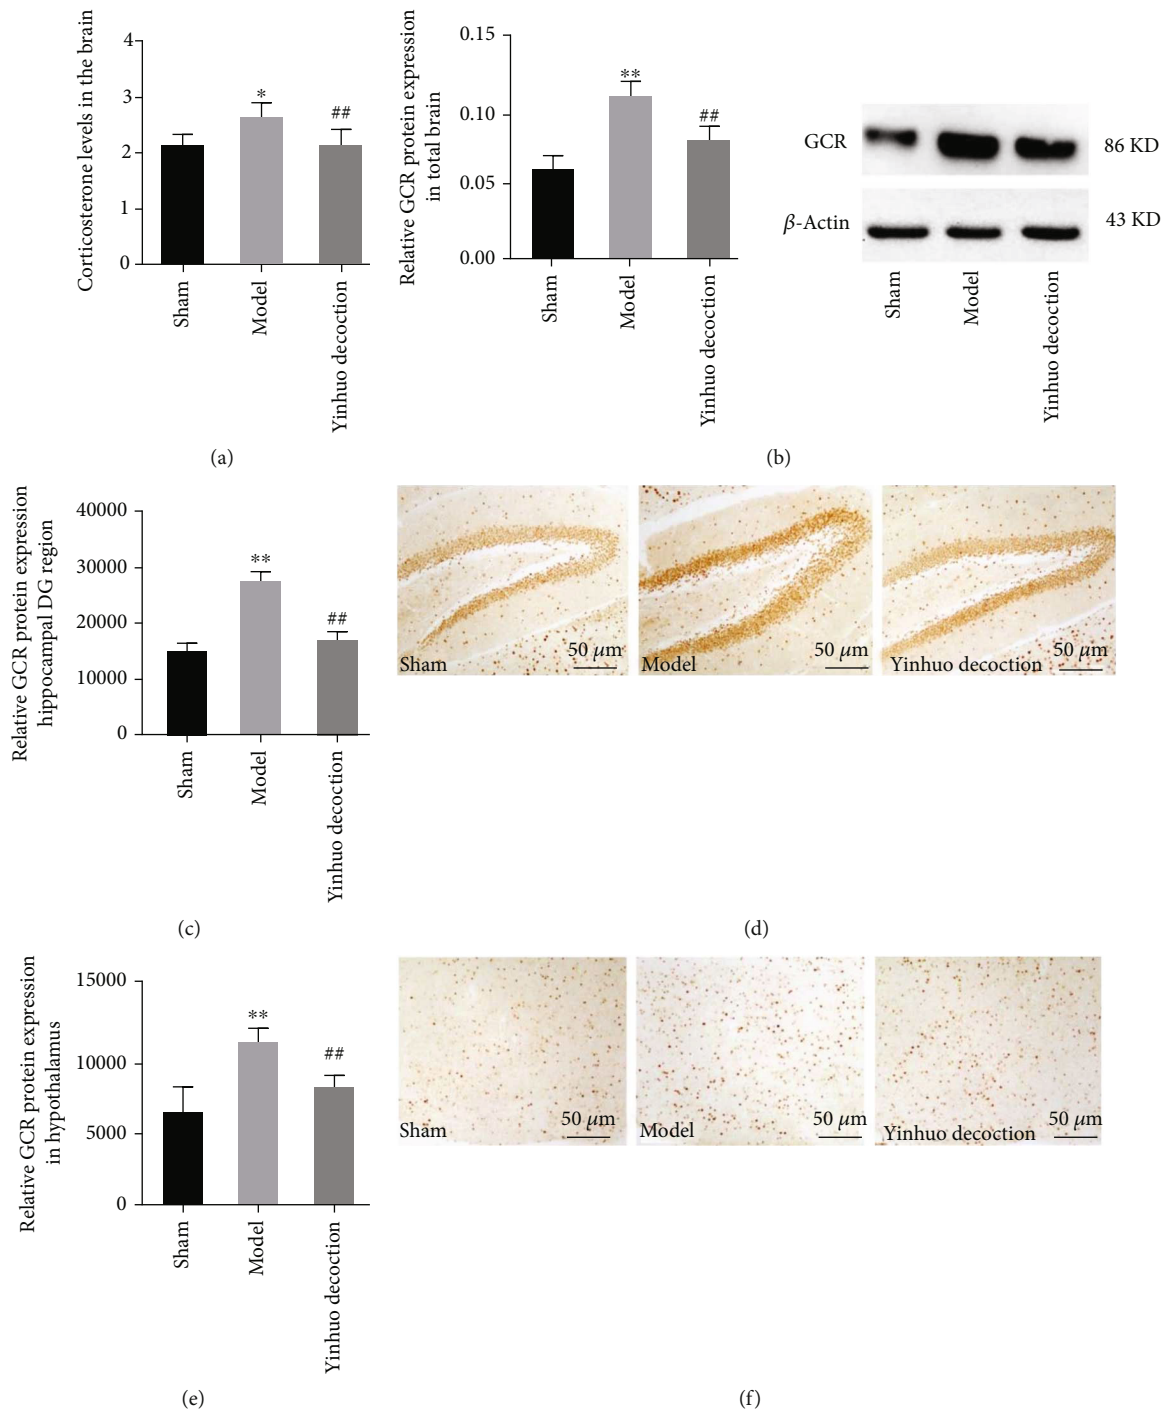 Corticosterone levels in the brain
4
3
2
1
0
*
##
Sham
Model
Yinhuo decoction
(a)
Relative GCR protein expression
in total brain
0.15
0.10
0.05
0.00
**
##
Sham
Model
Yinhuo decoction
GCR
86 KD
β-Actin
43 KD
Sham
Model
Yinhuo decoction
(b)
Relative GCR protein expression
hippocampal DG region
40000
30000
20000
10000
0
**
##
Sham
Model
Yinhuo decoction
(c)
50 μm
Sham
50 μm
Model
50 μm
Yinhuo decoction
(d)
Relative GCR protein expression
in hypothalamus
15000
10000
5000
0
**
##
Sham
Model
Yinhuo decoction
(e)
50 μm
Sham
50 μm
Model
50 μm
Yinhuo decoction
(f)